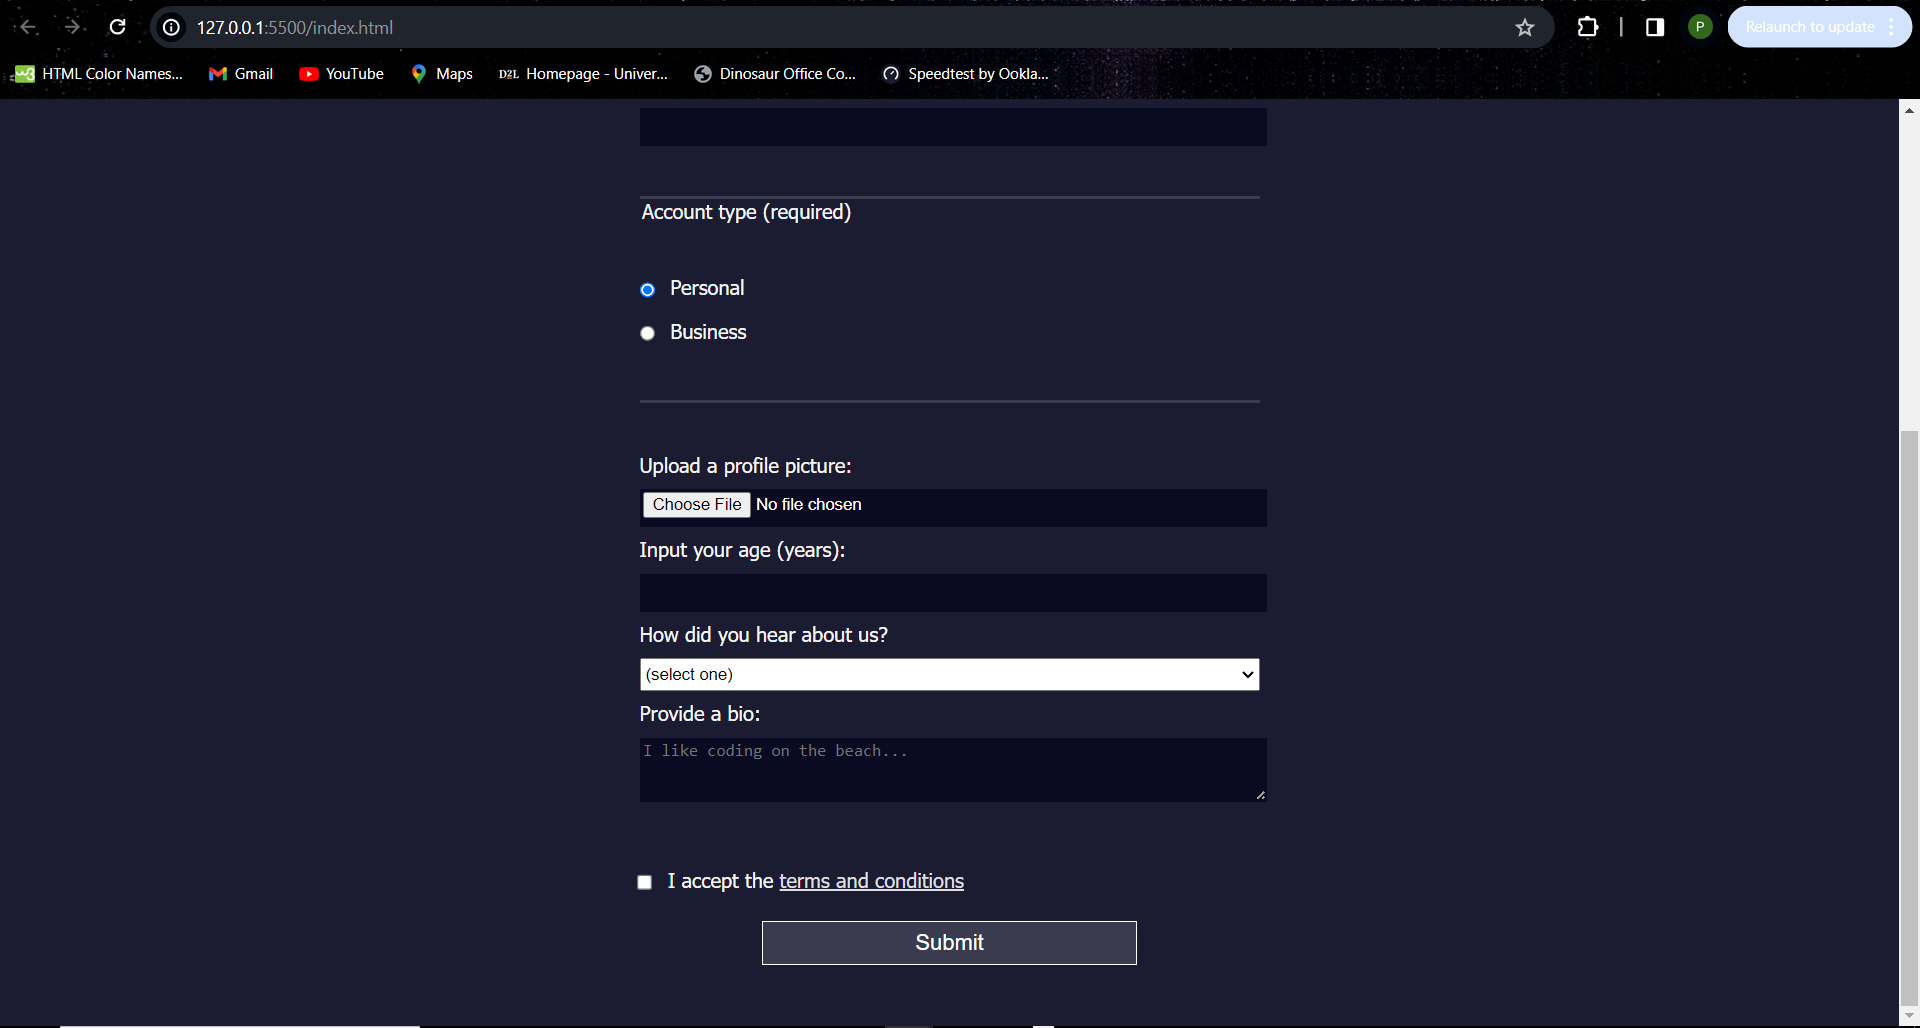 127.0.0.1:5500/index.html
P
Relaunch to update
HTML Color Names...
Gmail
YouTube
Maps
D2L
Homepage - Univer...
Dinosaur Office Co...
Speedtest by Ookla...
Account type (required)
Personal
Business
Upload a profile picture:
Choose File No file chosen
Input your age (years):
How did you hear about us?
(select one)
Provide a bio:
I like coding on the beach...
I accept the terms and conditions
Submit